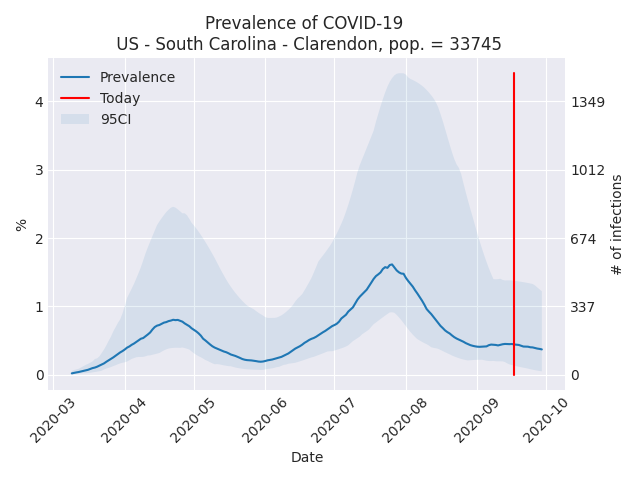 Prevalence of COVID-19
US - South Carolina - Clarendon, pop. = 33745
Prevalence
Today
95CI
4
3
2
1
0
%
1349
1012
674
337
0
# of infections
2020-03
2020-04
2020-05
2020-06
2020-07
2020-08
2020-09
2020-10
Date